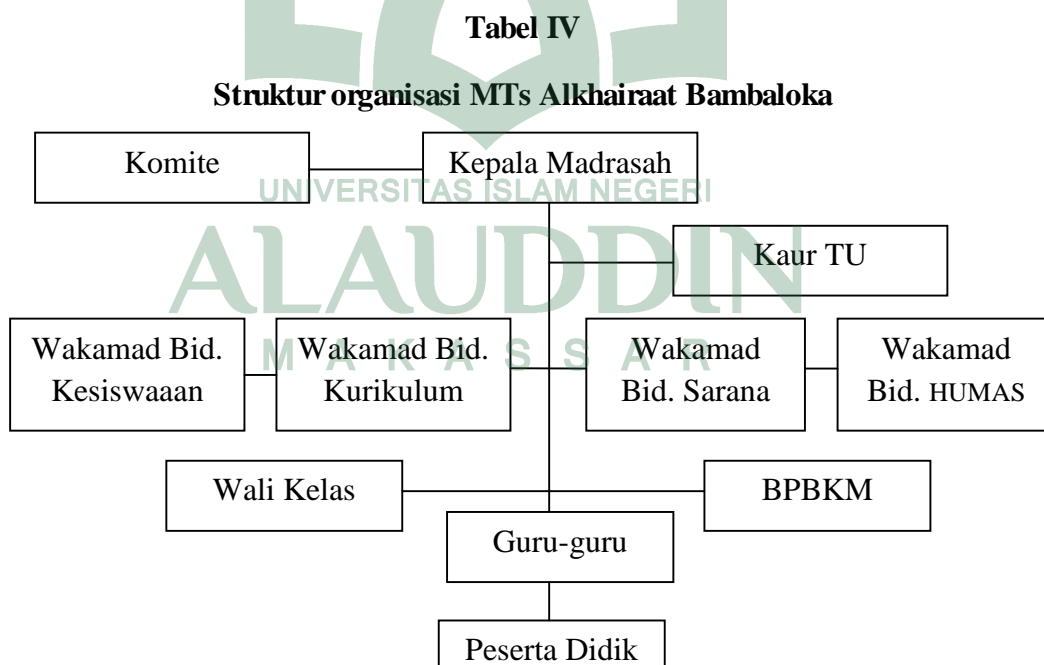 Tabel IV
Struktur organisasi MTs Alkhairaat Bambaloka
Komite
Kepala Madrasah
UNIVERSITAS ISLAM NEGERI
Kaur TU
ALAUDDIN
MAKASSAR
Wakamad Bid.
Kesiswaaan
Wakamad Bid.
Kurikulum
Wakamad
Bid. Sarana
Wakamad
Bid. HUMAS
Wali Kelas
BPBKM
Guru-guru
Peserta Didik